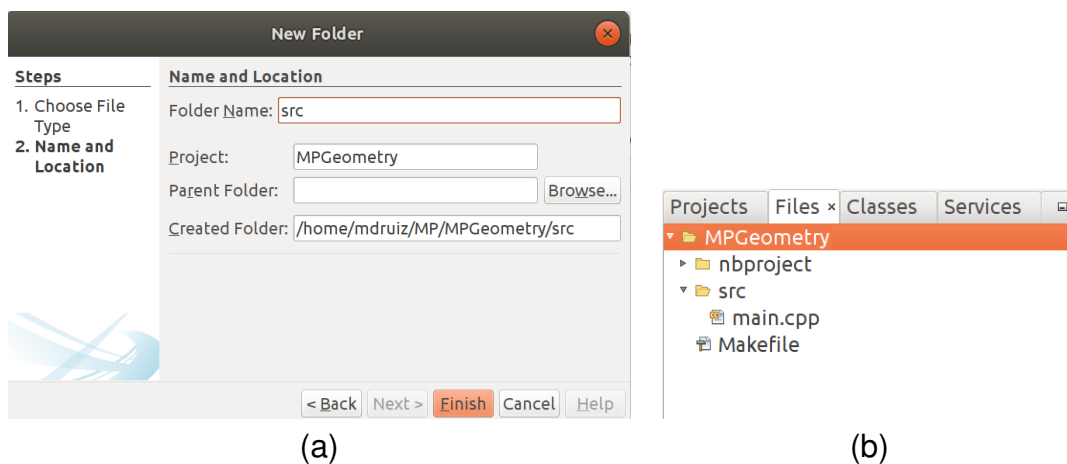 New Folder
Steps
1. Choose File
Type
2. Name and
Location
Name and Location
Folder Name: src
Project: MPGeometry
Parent Folder: Browse...
Created Folder: /home/mdruiz/MP/MPGeometry/src
< Back Next > Finish Cancel Help
(a)
Projects Files × Classes Services
MPGeometry
nbproject
src
main.cpp
Makefile
(b)